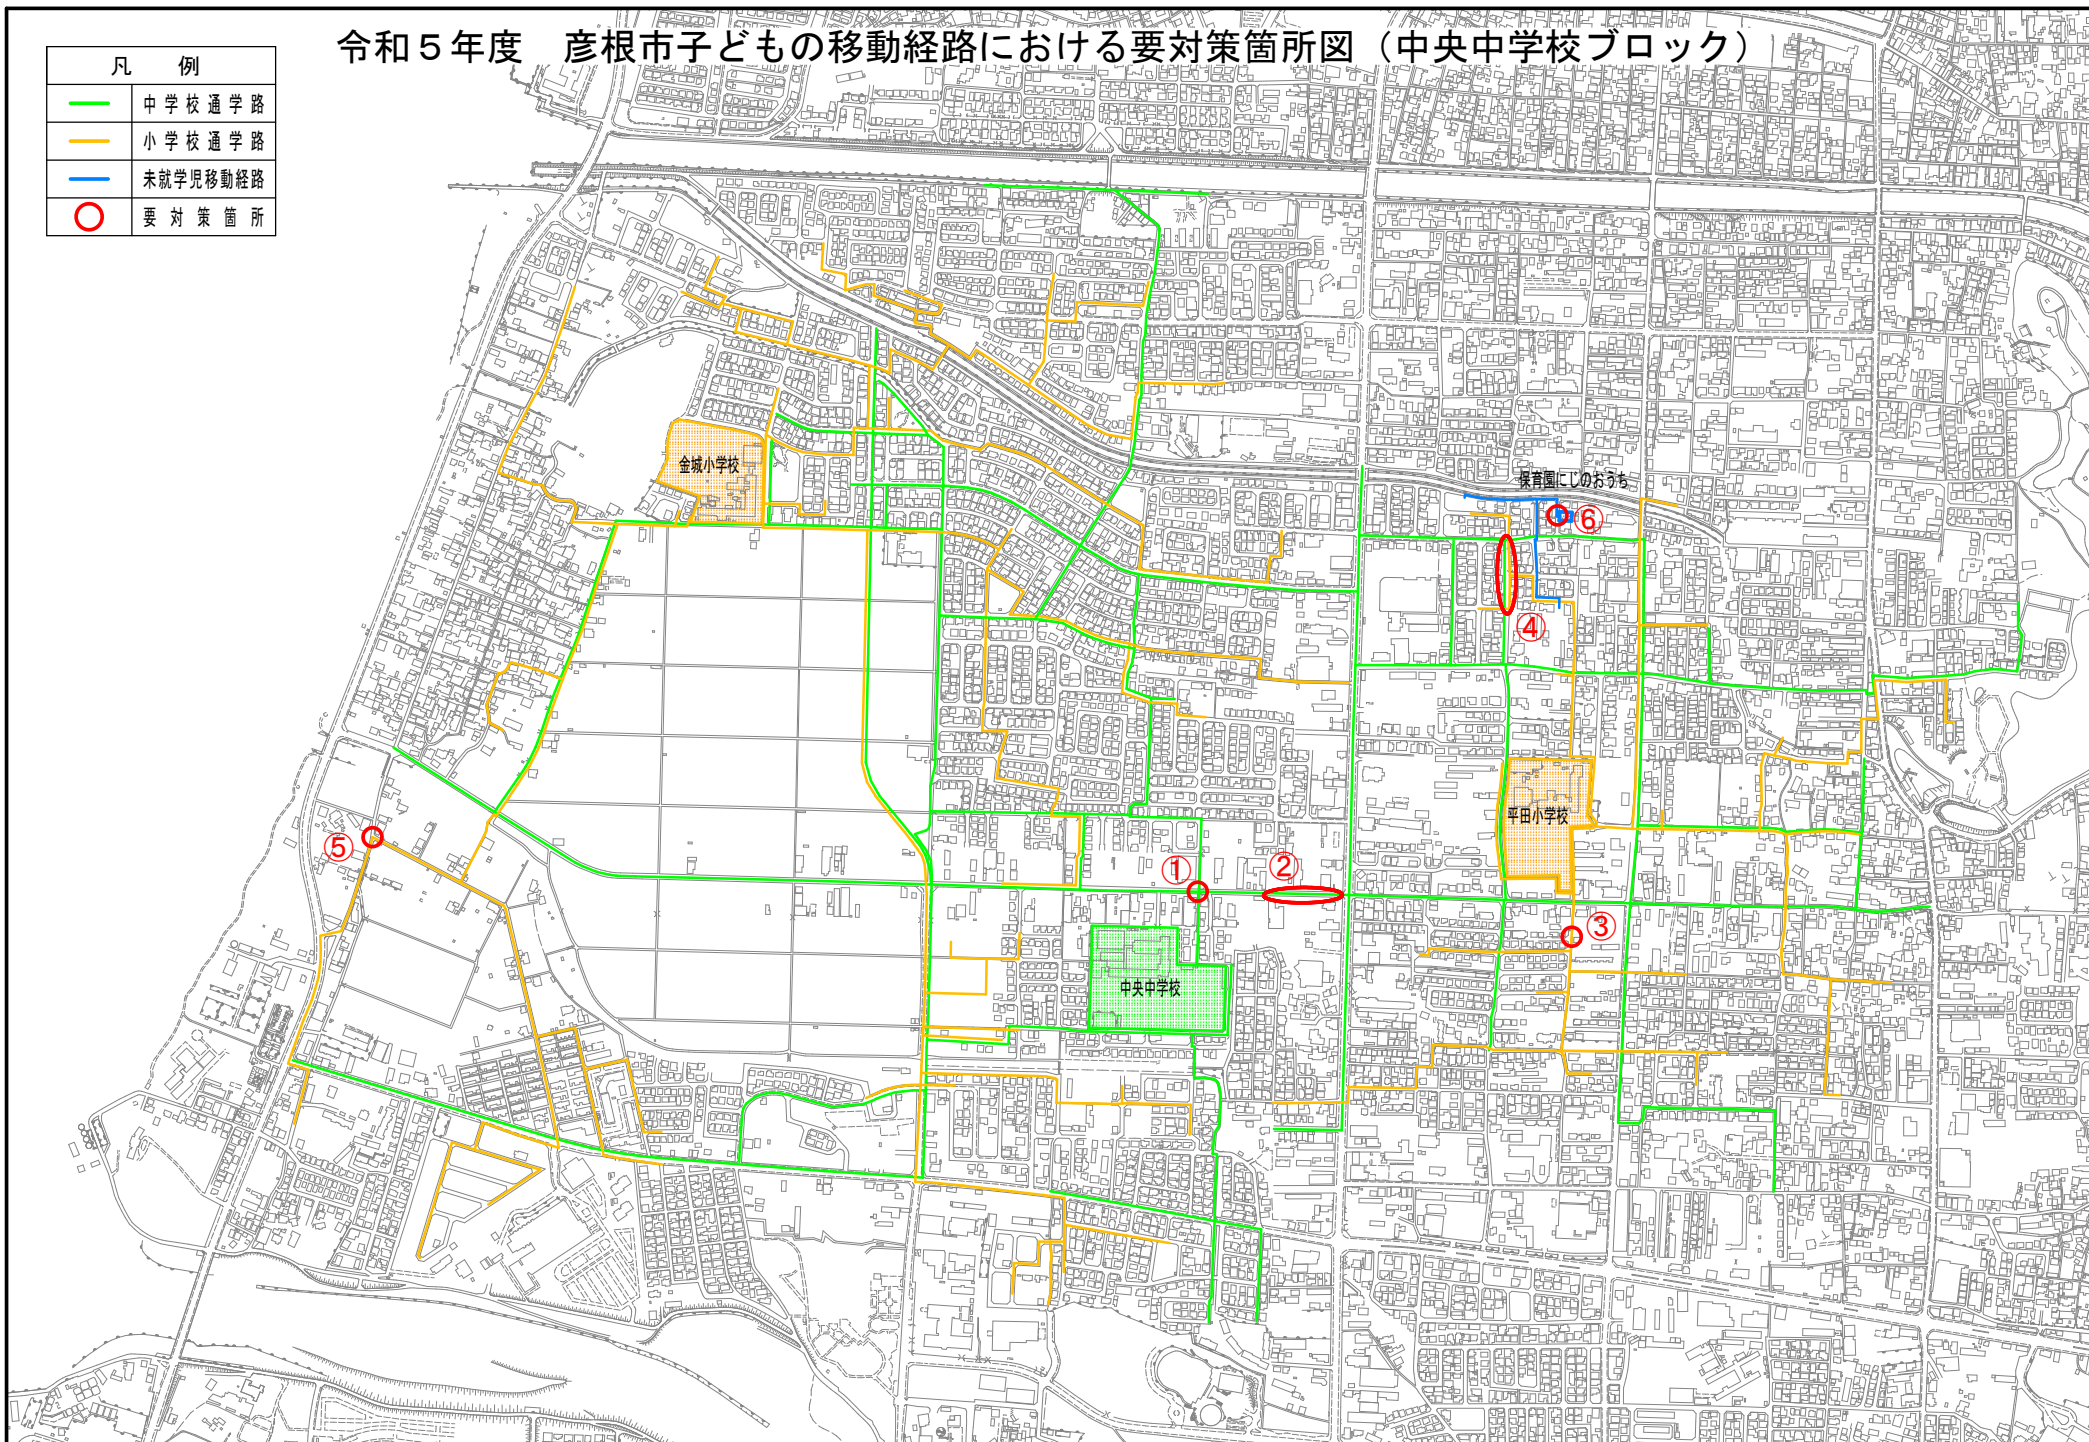 令和５年度　彦根市子どもの移動経路における要対策箇所図（中央中学校ブロック）
凡　例
中学校通学路
小学校通学路
未就学児移動経路
要対策箇所
金城小学校
保育園にじのおうち
⑥
④
平田小学校
⑤
①
②
③
中央中学校